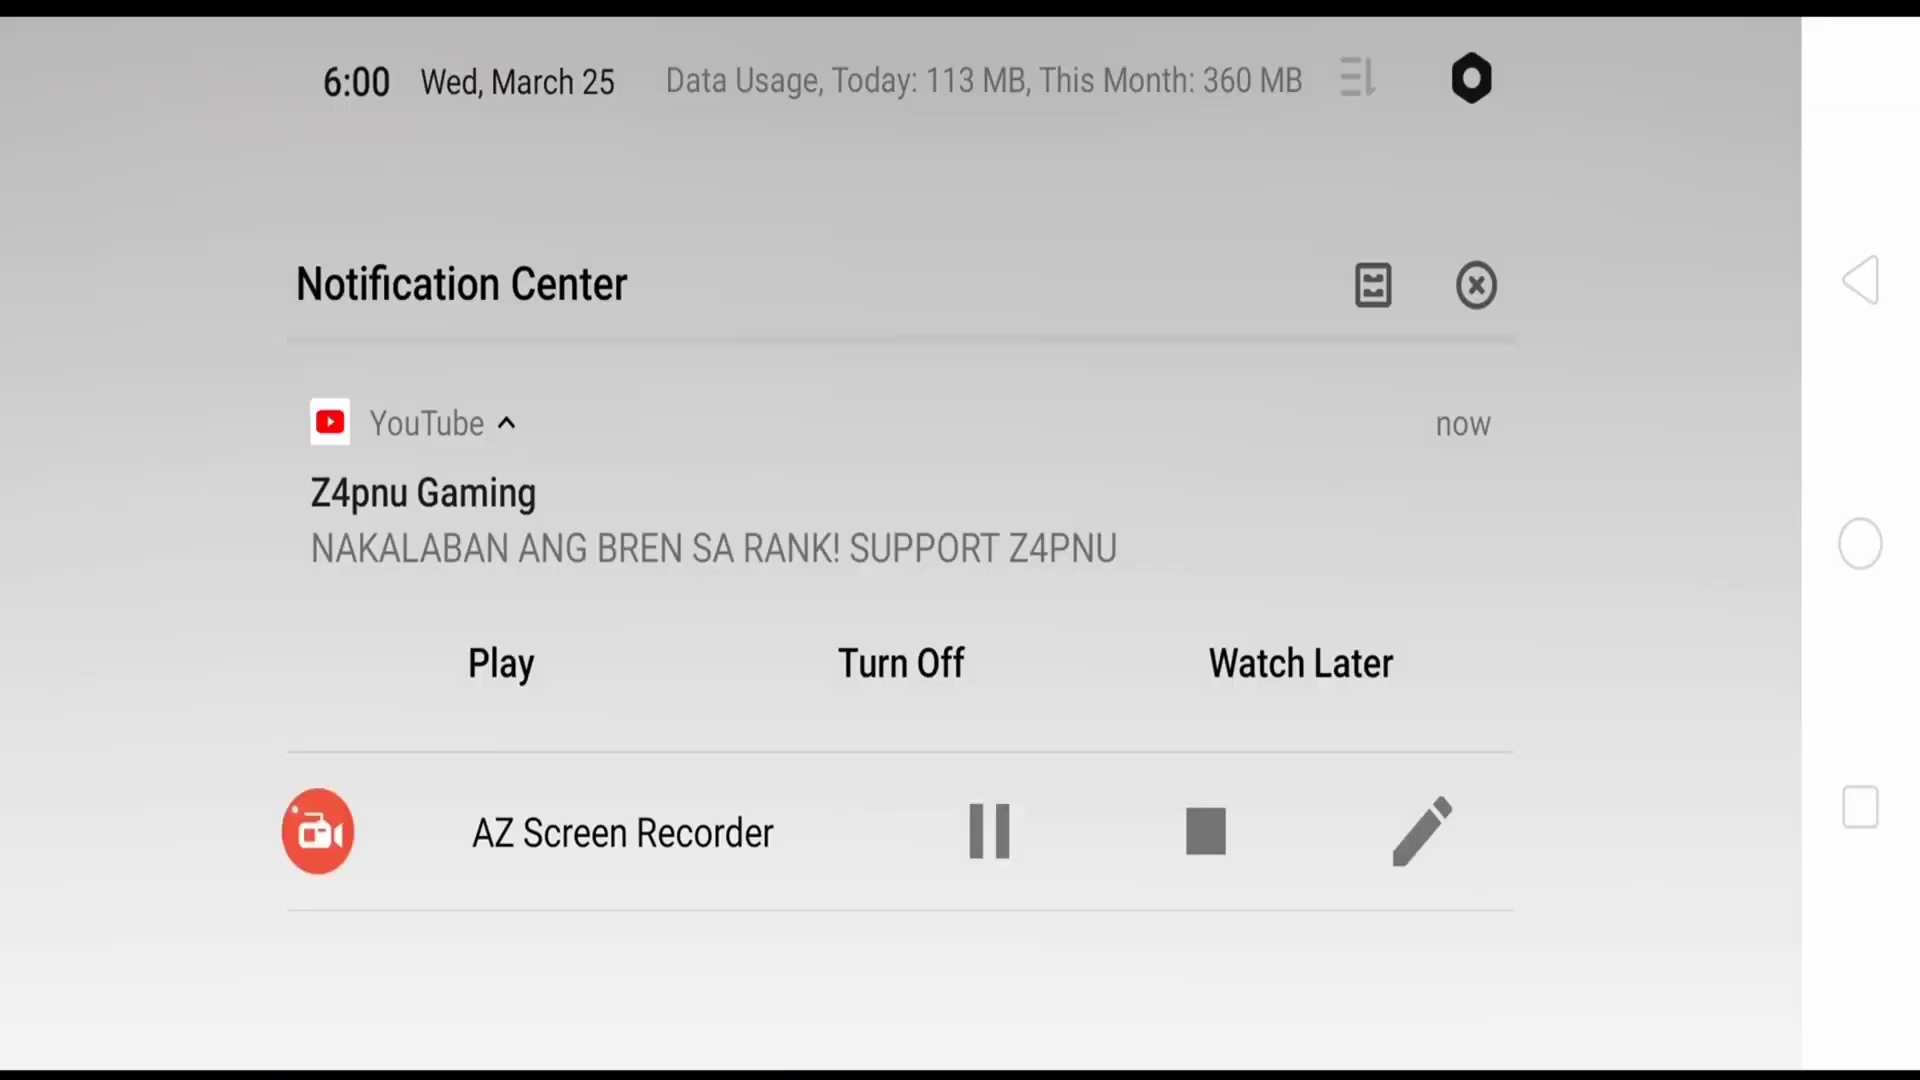 6:00 Wed, March 25 Data Usage, Today: 113 MB, This Month: 360 MB
Notification Center
YouTube now
Z4pnu Gaming
NAKALABAN ANG BREN SA RANK! SUPPORT Z4PNU
Play Turn Off Watch Later
AZ Screen Recorder